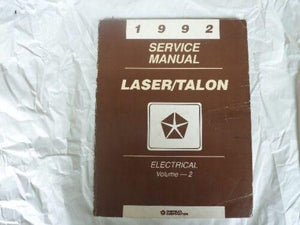 1992
SERVICE
MANUAL
LASER/TALON
ELECTRICAL
Volume — 2